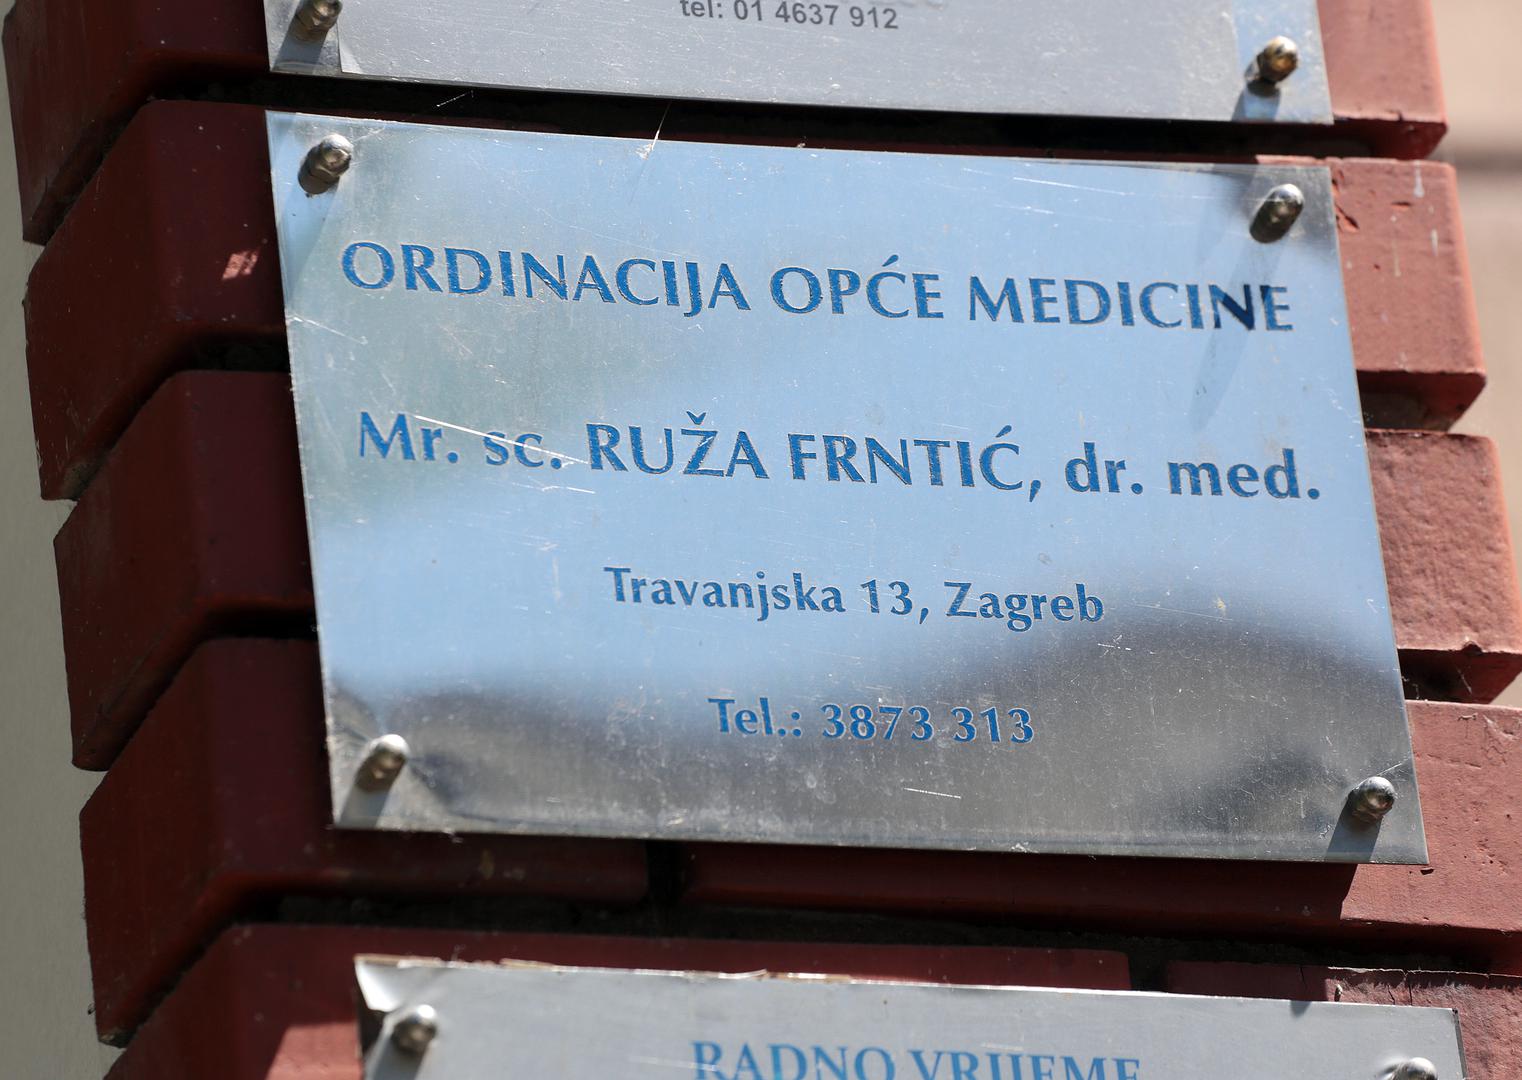 tel: 01 4637 912
ORDINACIJA OPĆE MEDICINE
Mr. sc. RUŽA FRNTIĆ, dr. med.
Travanjska 13, Zagreb
Tel.: 3873 313
RADNO VRIJEME